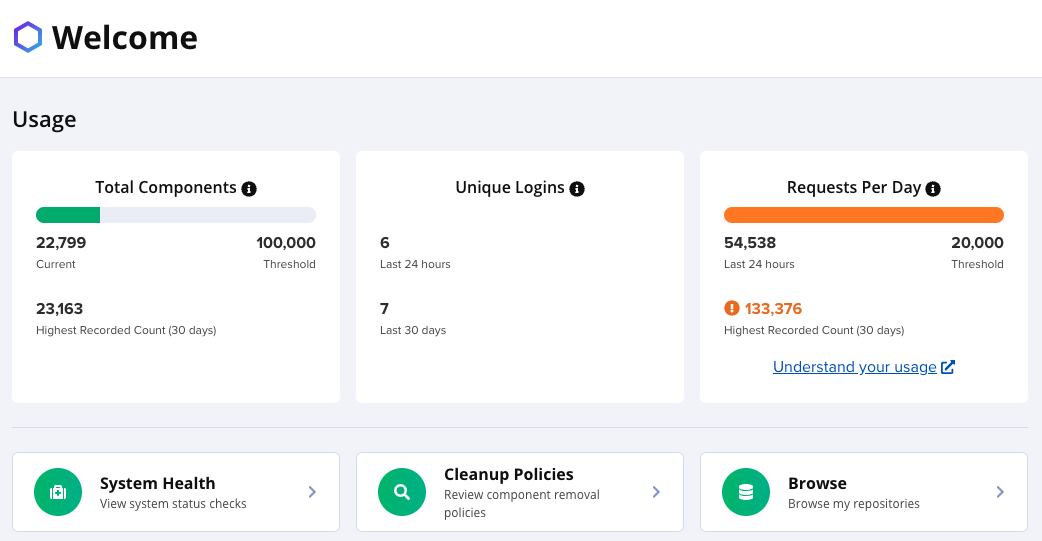 Welcome
Usage
Total Components
22,799
100,000
Current
Threshold
23,163
Highest Recorded Count (30 days)
Unique Logins
6
Last 24 hours
7
Last 30 days
Requests Per Day
54,538
20,000
Last 24 hours
Threshold
133,376
Highest Recorded Count (30 days)
Understand your usage
System Health
View system status checks
Cleanup Policies
Review component removal
policies
Browse
Browse my repositories